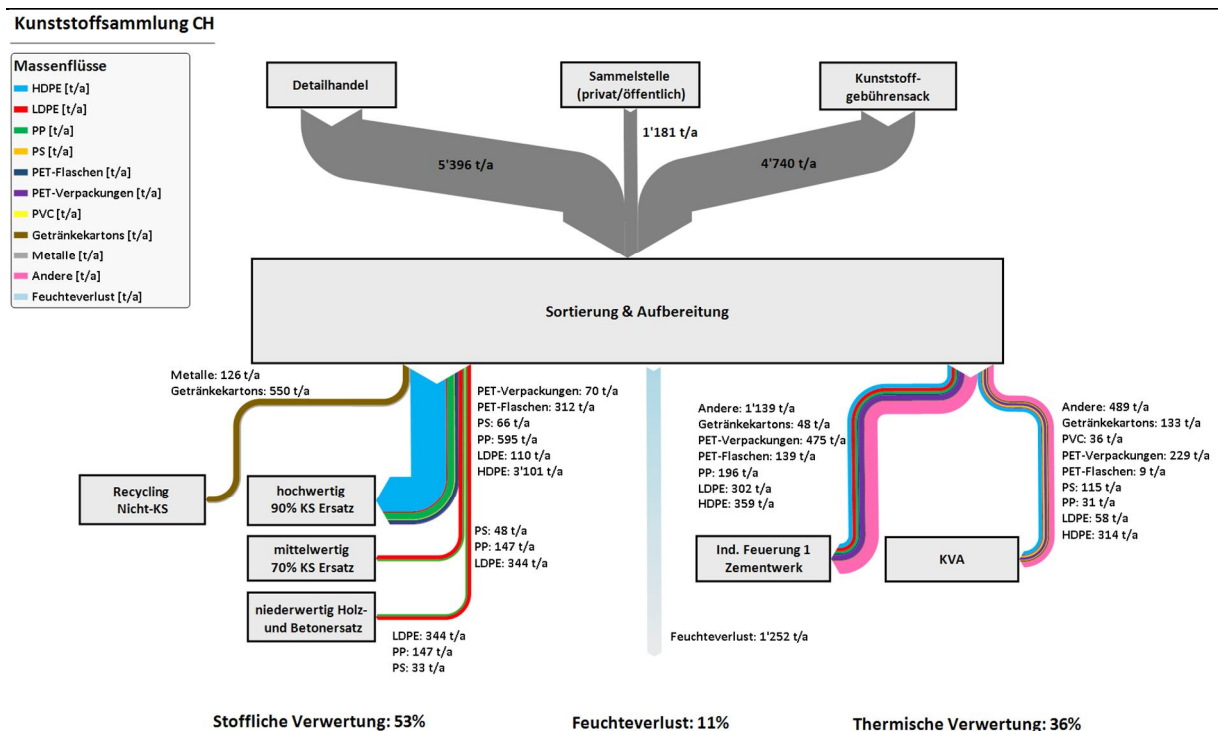 Kunststoffsammlung CH
Massenflüsse
HDPE [t/a]
LDPE [t/a]
PP [t/a]
PS [t/a]
PET-Flaschen [t/a]
PET-Verpackungen [t/a]
PVC [t/a]
Getränkekartons [t/a]
Metalle [t/a]
Andere [t/a]
Feuchteverlust [t/a]
Detailhandel
Sammelstelle
(privat/öffentlich)
Kunststoff-
gebührensack
5'396 t/a
1'181 t/a
4'740 t/a
Sortierung & Aufbereitung
Metalle: 126 t/a
Getränkekartons: 550 t/a
PET-Verpackungen: 70 t/a
PET-Flaschen: 312 t/a
PS: 66 t/a
PP: 595 t/a
LDPE: 110 t/a
HDPE: 3'101 t/a
Recycling
Nicht-KS
hochwertig
90% KS Ersatz
PS: 48 t/a
PP: 147 t/a
LDPE: 344 t/a
mittelwertig
70% KS Ersatz
niederwertig Holz-
und Betonersatz
LDPE: 344 t/a
PP: 147 t/a
PS: 33 t/a
Feuchteverlust: 1'252 t/a
Andere: 1'139 t/a
Getränkekartons: 48 t/a
PET-Verpackungen: 475 t/a
PET-Flaschen: 139 t/a
PP: 196 t/a
LDPE: 302 t/a
HDPE: 359 t/a
Ind. Feuerung 1
Zementwerk
Andere: 489 t/a
Getränkekartons: 133 t/a
PVC: 36 t/a
PET-Verpackungen: 229 t/a
PET-Flaschen: 9 t/a
PS: 115 t/a
PP: 31 t/a
LDPE: 58 t/a
HDPE: 314 t/a
KVA
Stoffliche Verwertung: 53%
Feuchteverlust: 11%
Thermische Verwertung: 36%